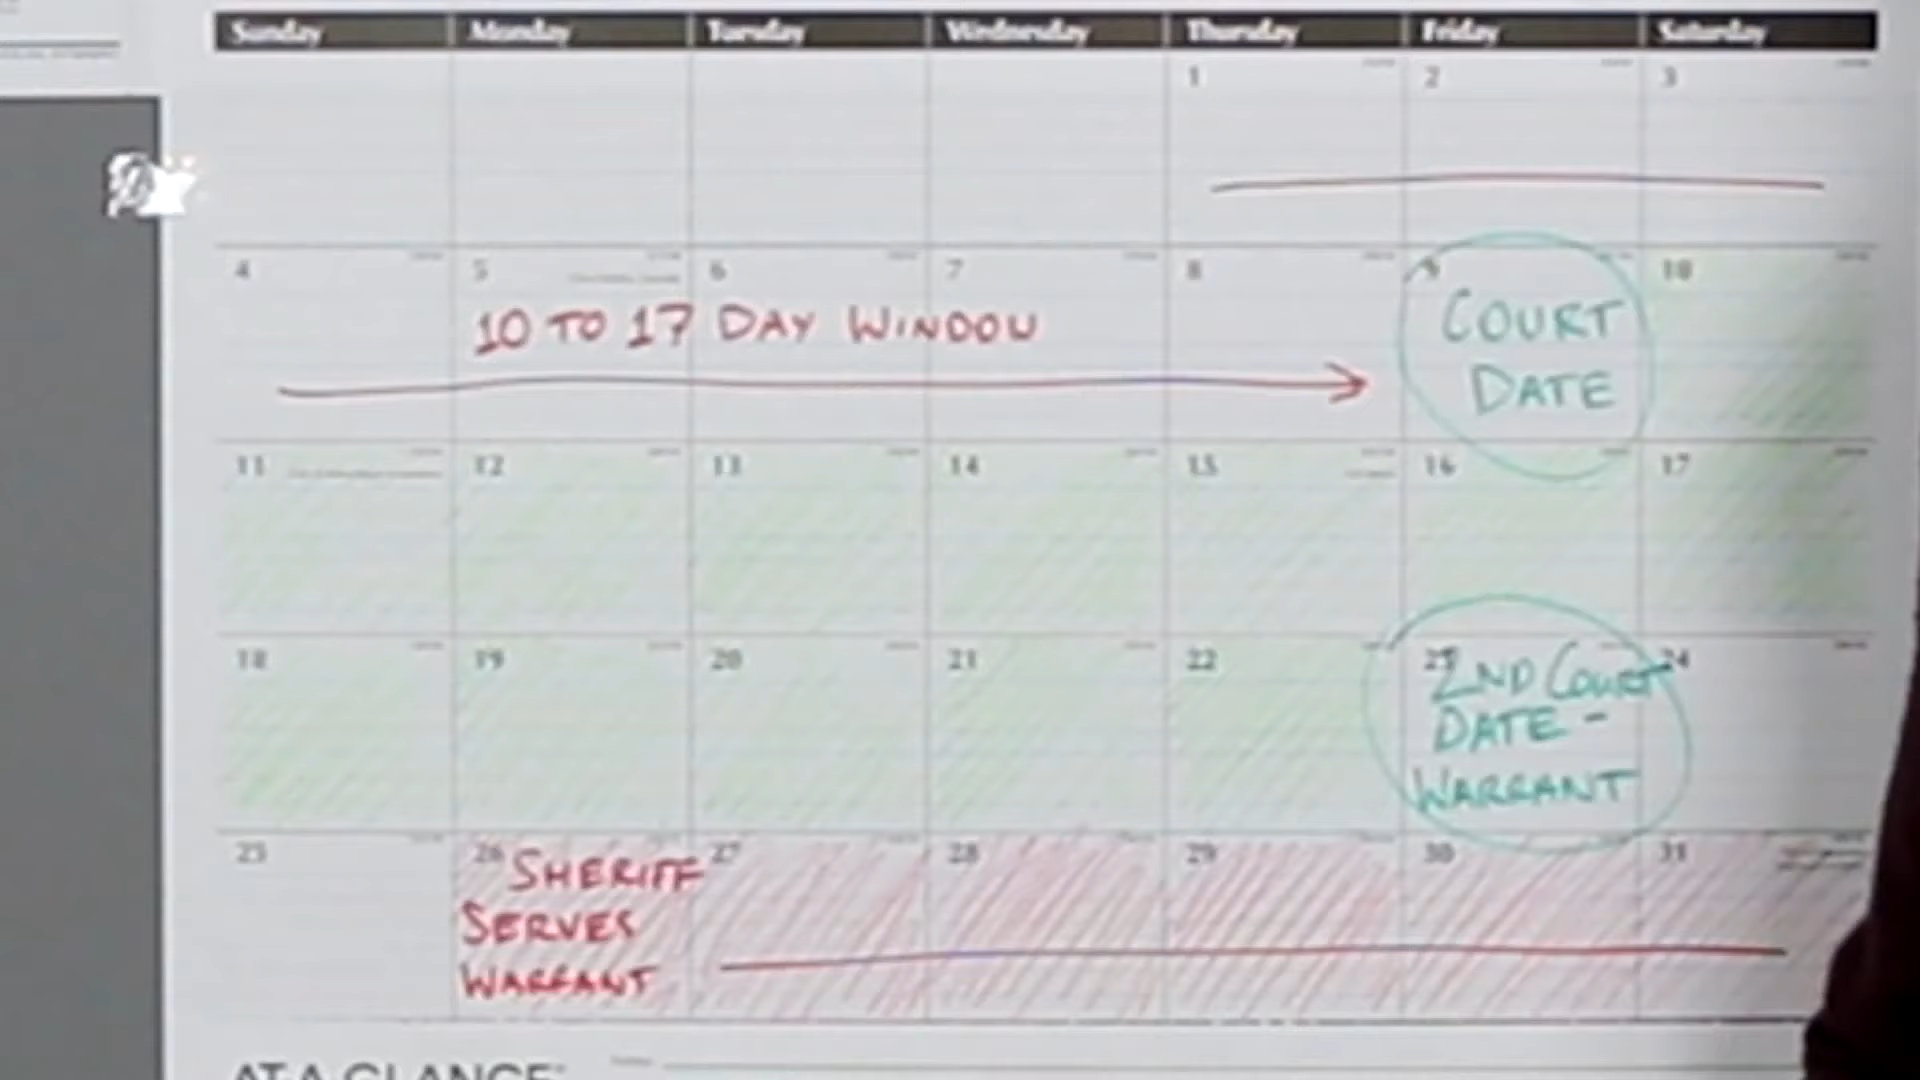 Sunday Monday Tuesday Wednesday Thursday Friday Saturday
1 2 3
4 5 6 7 8 9 10
10 TO 17 DAY WINDOW
COURT
DATE
11 12 13 14 15 16 17
18 19 20 21 22 23 24
2ND COURT
DATE -
WARRANT
25 26 27 28 29 30 31
SHERIFF
SERVES
WARRANT
AT-A-GLANCE